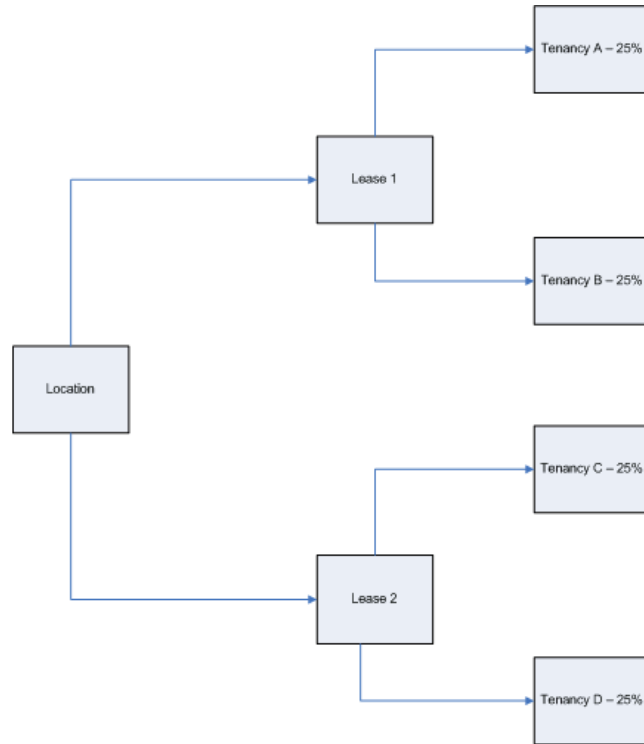 Tenancy A – 25%
Lease 1
Tenancy B – 25%
Location
Tenancy C – 25%
Lease 2
Tenancy D – 25%